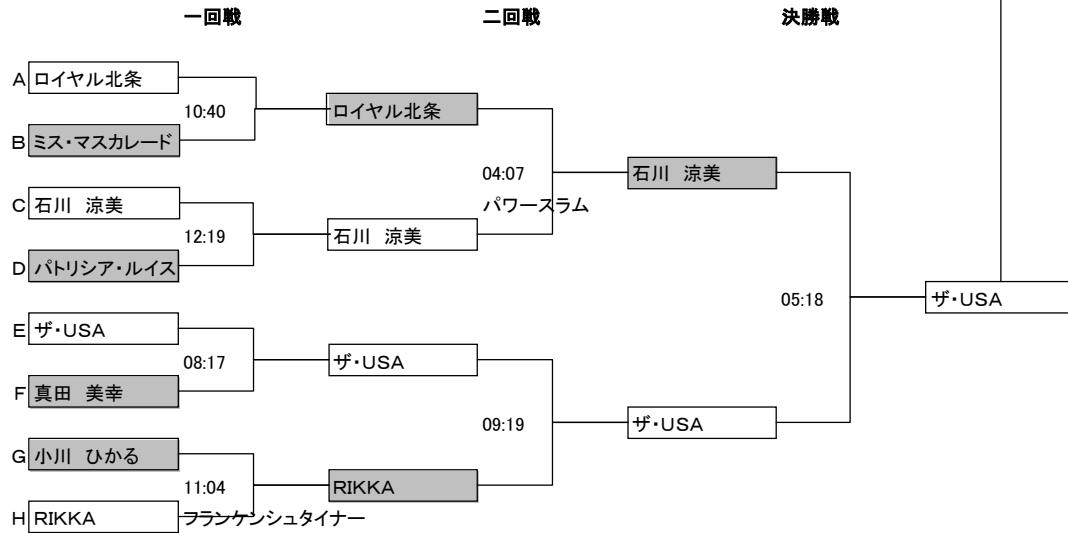 一回戦
二回戦
決勝戦
A ロイヤル北条
10:40
B ミス・マスカレード
ロイヤル北条
C 石川 涼美
12:19
D パトリシア・ルイス
石川 涼美
04:07
パワースラム
石川 涼美
E ザ・USA
08:17
F 真田 美幸
ザ・USA
G 小川 ひかる
11:04
H RIKKA
フランケンシュタイナー
RIKKA
09:19
ザ・USA
05:18
ザ・USA